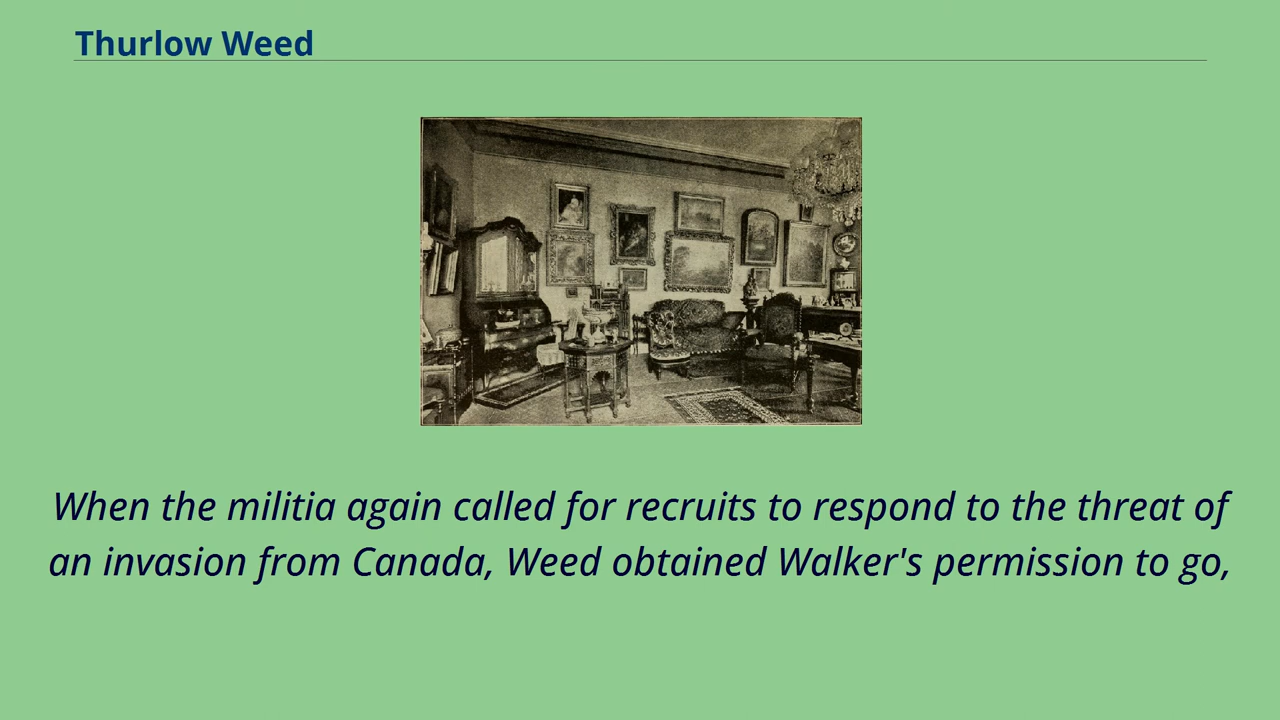 Thurlow Weed
When the militia again called for recruits to respond to the threat of
an invasion from Canada, Weed obtained Walker's permission to go,